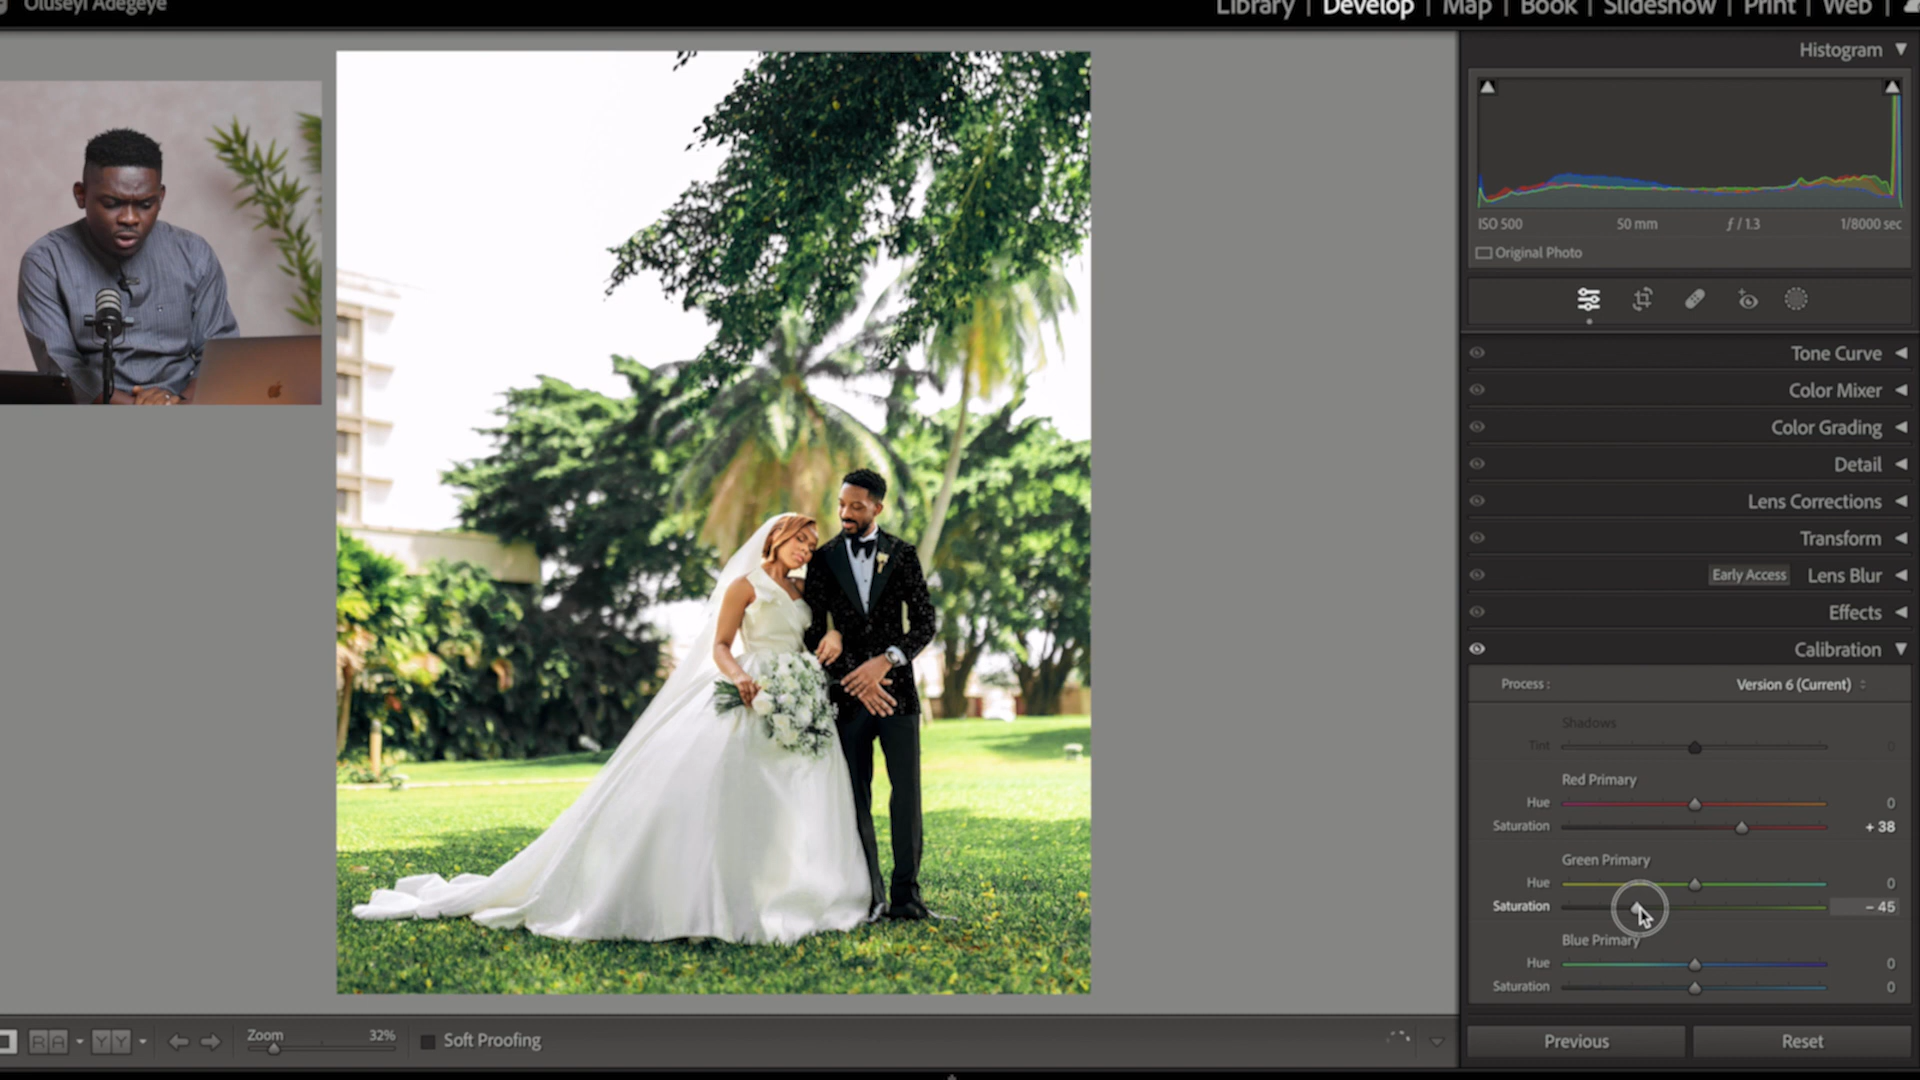 Oluseyi Adegeye
Library | Develop | Map | Book | Slideshow | Print | Web |
Histogram
ISO 500 50 mm ƒ / 1.3 1/8000 sec
Original Photo
Tone Curve
Color Mixer
Color Grading
Detail
Lens Corrections
Transform
Early Access Lens Blur
Effects
Calibration
Process : Version 6 (Current)
Shadows
Tint 0
Red Primary
Hue 0
Saturation + 38
Green Primary
Hue 0
Saturation – 45
Blue Primary
Hue 0
Saturation 0
R A Y Y Zoom 32% Soft Proofing
Previous Reset